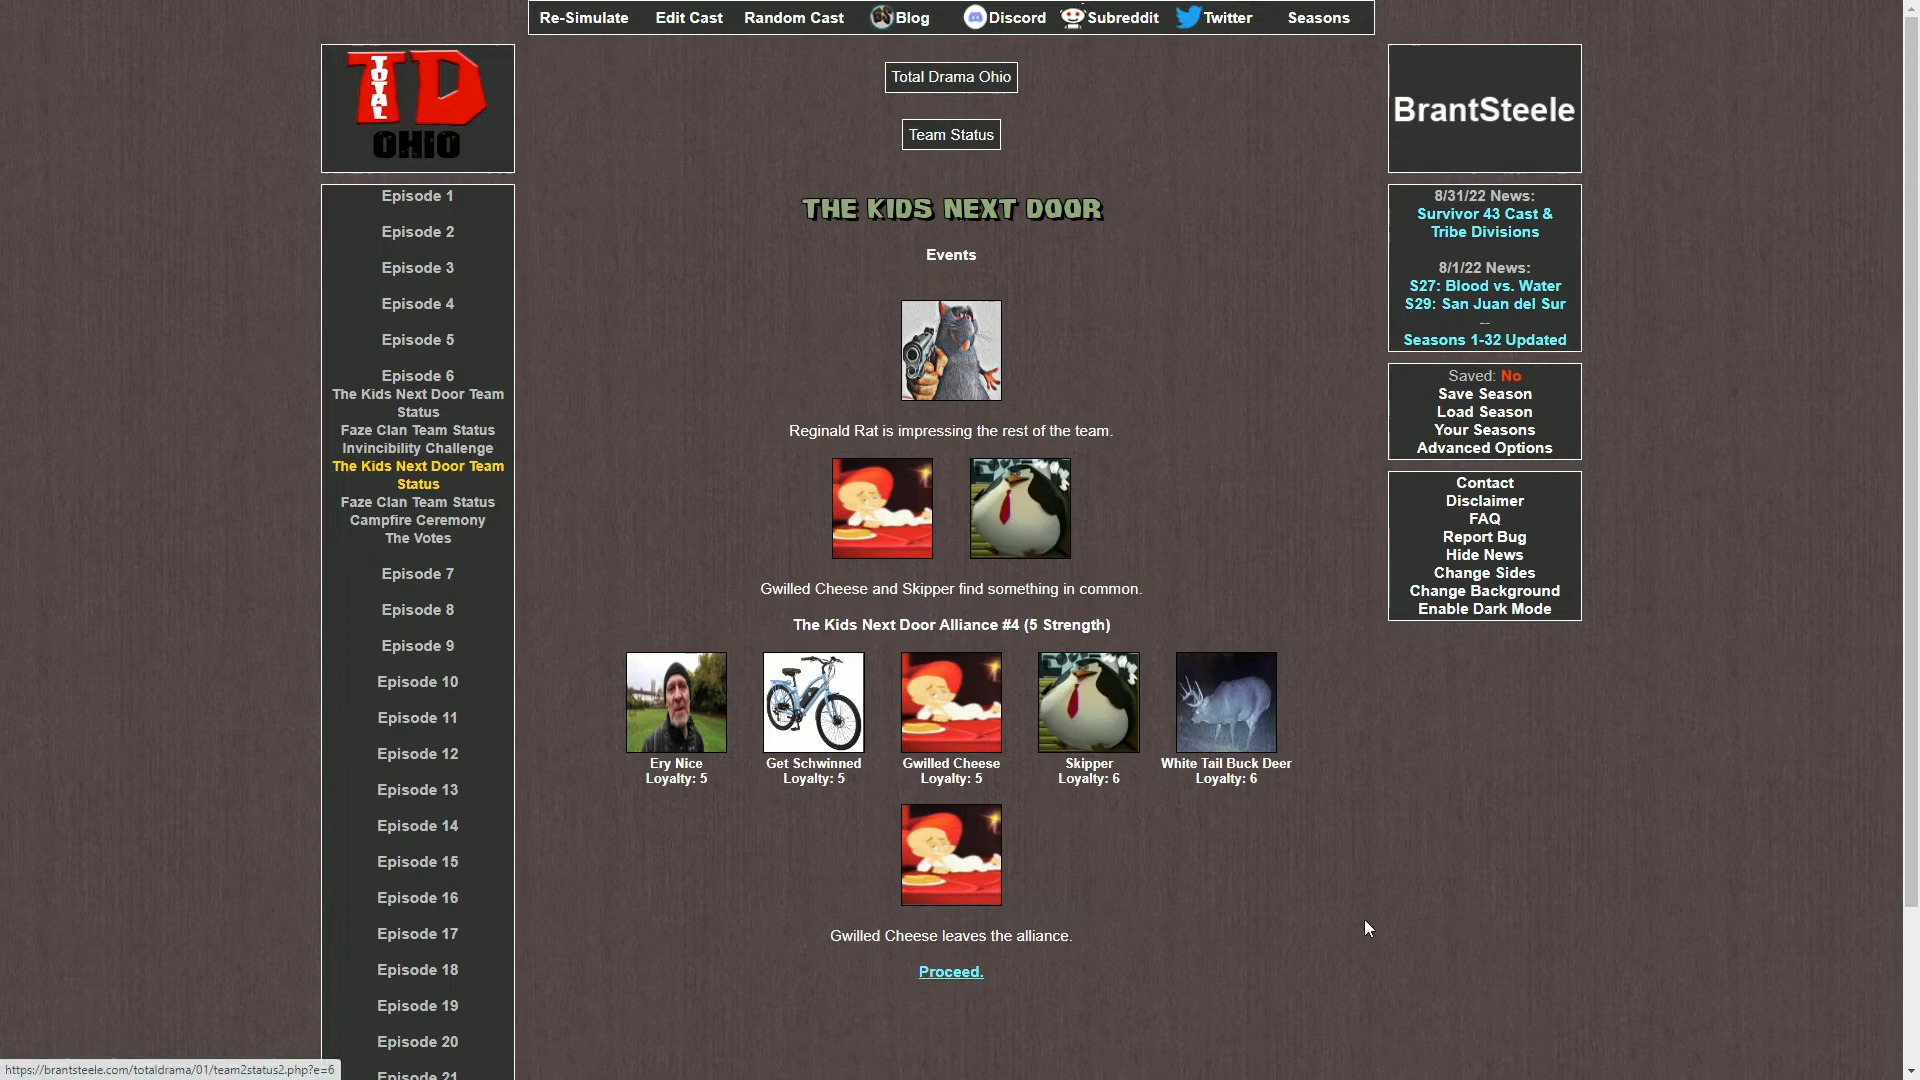 Re-Simulate Edit Cast Random Cast Blog Discord Subreddit Twitter Seasons
TOTAL
TD
OHIO
Total Drama Ohio
Team Status
BrantSteele
Episode 1
Episode 2
Episode 3
Episode 4
Episode 5
Episode 6
The Kids Next Door Team
Status
Faze Clan Team Status
Invincibility Challenge
The Kids Next Door Team
Status
Faze Clan Team Status
Campfire Ceremony
The Votes
Episode 7
Episode 8
Episode 9
Episode 10
Episode 11
Episode 12
Episode 13
Episode 14
Episode 15
Episode 16
Episode 17
Episode 18
Episode 19
Episode 20
Episode 21
THE KIDS NEXT DOOR
Events
Reginald Rat is impressing the rest of the team.
Gwilled Cheese and Skipper find something in common.
The Kids Next Door Alliance #4 (5 Strength)
Ery Nice
Loyalty: 5
Get Schwinned
Loyalty: 5
Gwilled Cheese
Loyalty: 5
Skipper
Loyalty: 6
White Tail Buck Deer
Loyalty: 6
Gwilled Cheese leaves the alliance.
Proceed.
8/31/22 News:
Survivor 43 Cast &
Tribe Divisions
8/1/22 News:
S27: Blood vs. Water
S29: San Juan del Sur
--
Seasons 1-32 Updated
Saved: No
Save Season
Load Season
Your Seasons
Advanced Options
Contact
Disclaimer
FAQ
Report Bug
Hide News
Change Sides
Change Background
Enable Dark Mode
https://brantsteele.com/totaldrama/01/team2status2.php?e=6